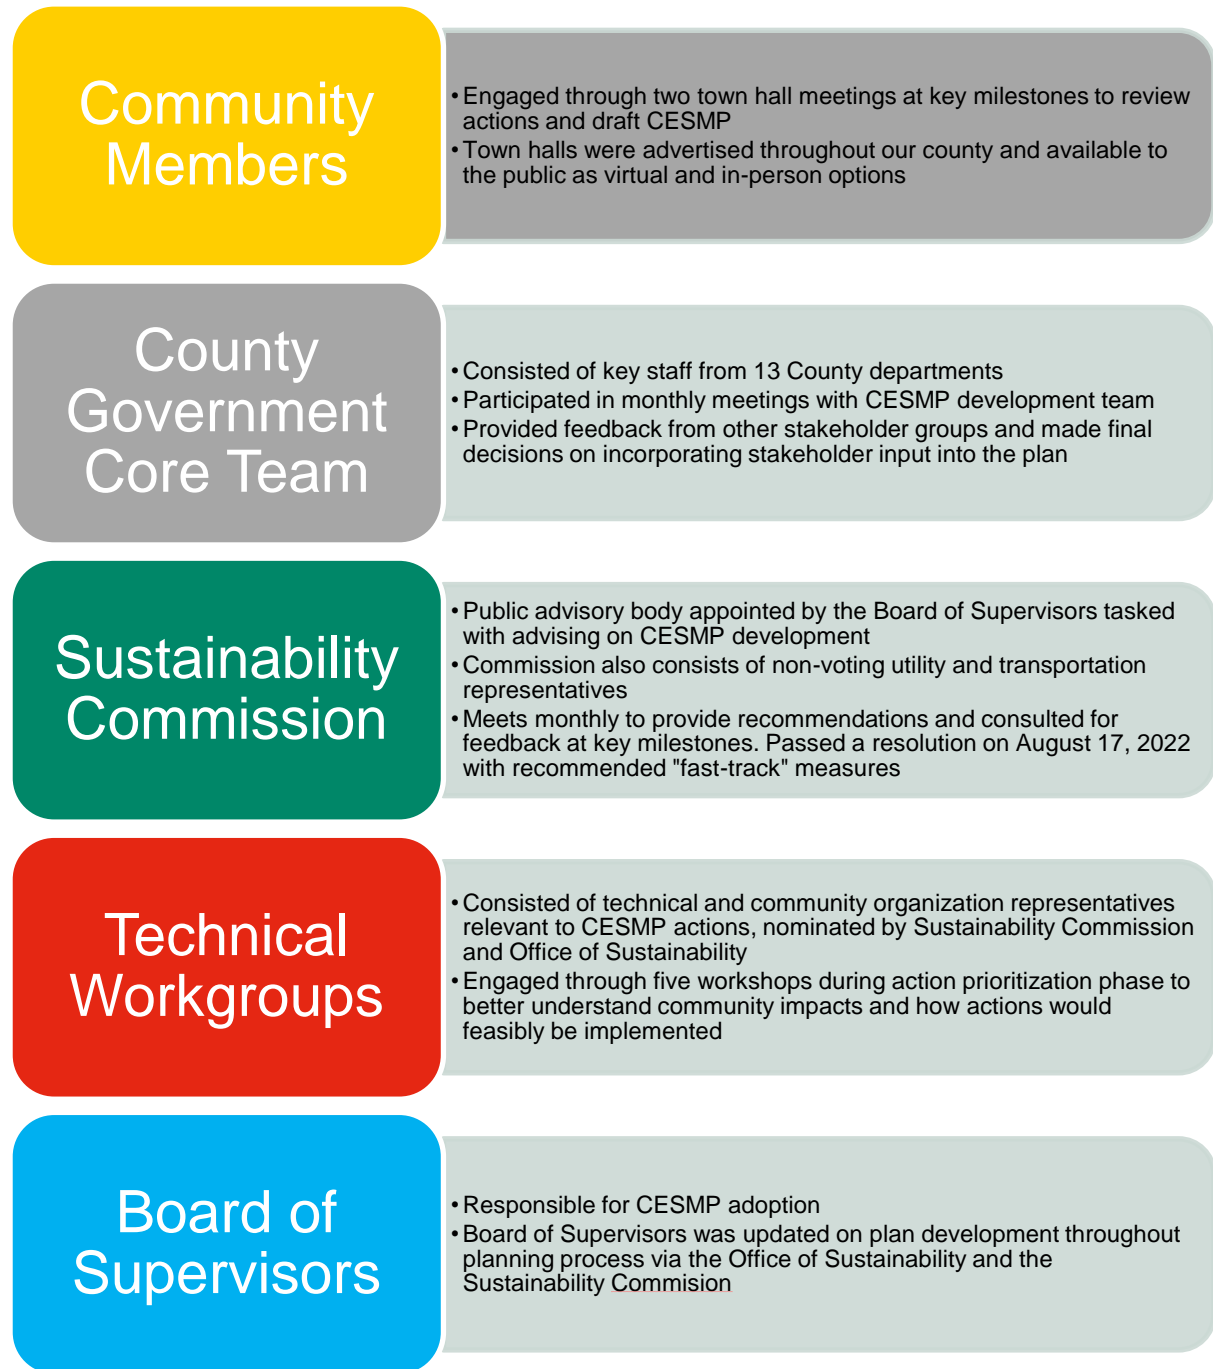 Community
Members
• Engaged through two town hall meetings at key milestones to review
actions and draft CESMP
• Town halls were advertised throughout our county and available to
the public as virtual and in-person options
County
Government
Core Team
• Consisted of key staff from 13 County departments
• Participated in monthly meetings with CESMP development team
• Provided feedback from other stakeholder groups and made final
decisions on incorporating stakeholder input into the plan
Sustainability
Commission
• Public advisory body appointed by the Board of Supervisors tasked
with advising on CESMP development
• Commission also consists of non-voting utility and transportation
representatives
• Meets monthly to provide recommendations and consulted for
feedback at key milestones. Passed a resolution on August 17, 2022
with recommended "fast-track" measures
Technical
Workgroups
• Consisted of technical and community organization representatives
relevant to CESMP actions, nominated by Sustainability Commission
and Office of Sustainability
• Engaged through five workshops during action prioritization phase to
better understand community impacts and how actions would
feasibly be implemented
Board of
Supervisors
• Responsible for CESMP adoption
• Board of Supervisors was updated on plan development throughout
planning process via the Office of Sustainability and the
Sustainability Commision